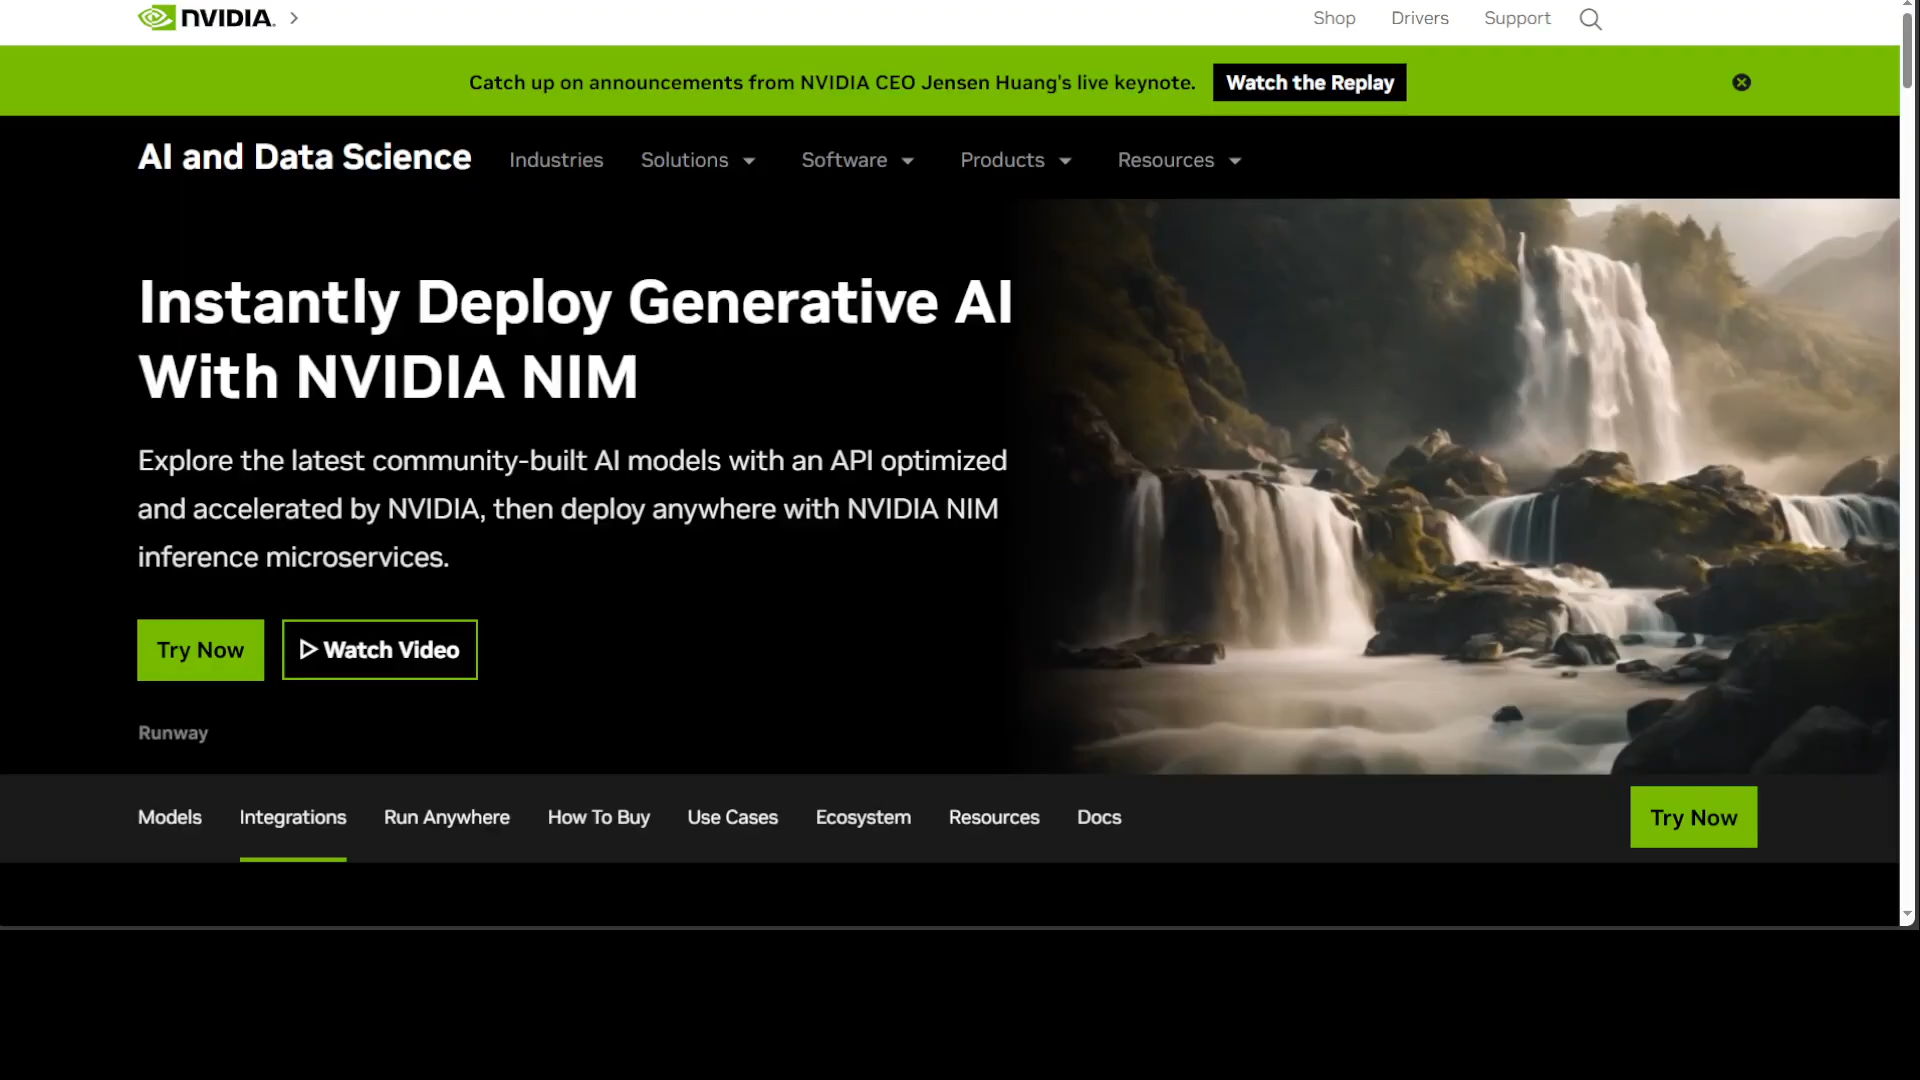 NVIDIA.
Shop Drivers Support
Catch up on announcements from NVIDIA CEO Jensen Huang's live keynote. Watch the Replay
AI and Data Science Industries Solutions Software Products Resources
Instantly Deploy Generative AI
With NVIDIA NIM
Explore the latest community-built AI models with an API optimized
and accelerated by NVIDIA, then deploy anywhere with NVIDIA NIM
inference microservices.
Try Now Watch Video
Runway
Models Integrations Run Anywhere How To Buy Use Cases Ecosystem Resources Docs Try Now